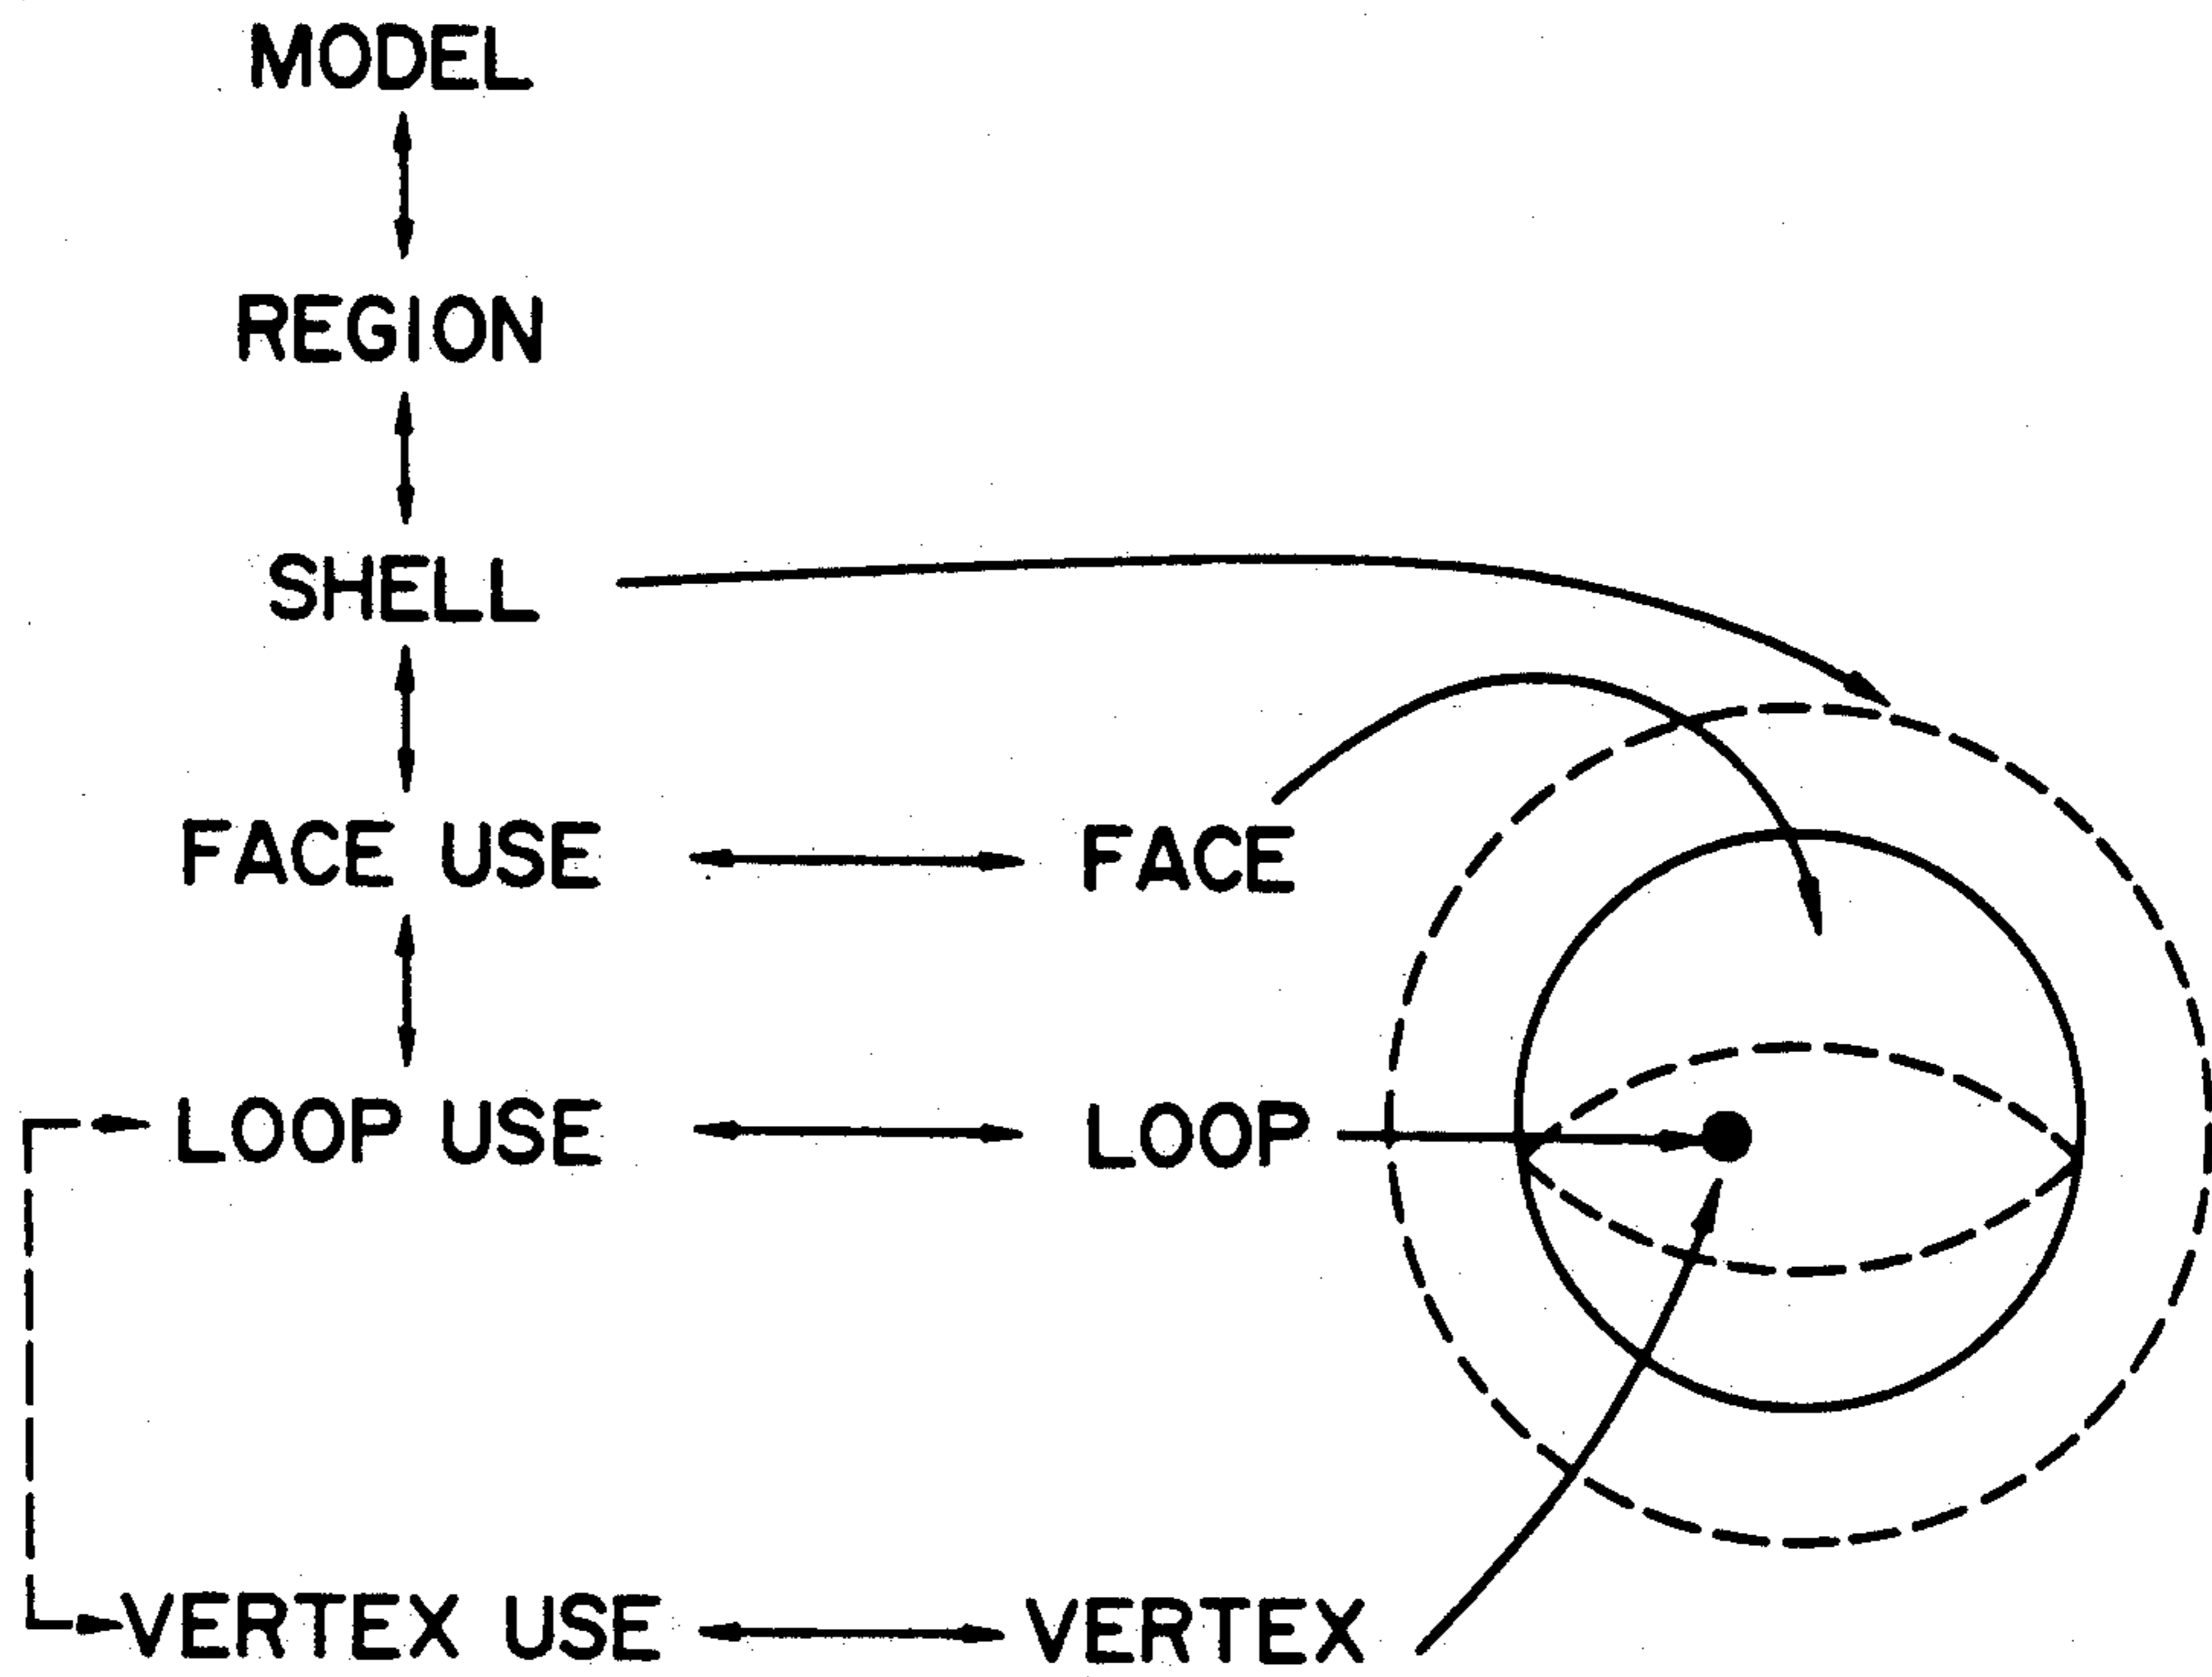 MODEL
REGION
SHELL
FACE USE
FACE
LOOP USE
LOOP
VERTEX USE
VERTEX